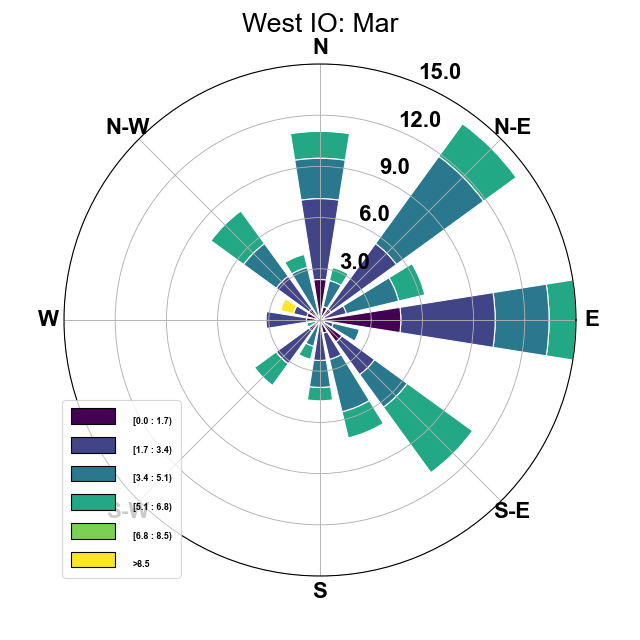 West IO: Mar
N
15.0
N-W
12.0
N-E
9.0
6.0
3.0
W
E
[0.0 : 1.7)
[1.7 : 3.4)
[3.4 : 5.1)
[5.1 : 6.8)
S-W
S-E
[6.8 : 8.5)
>8.5
S